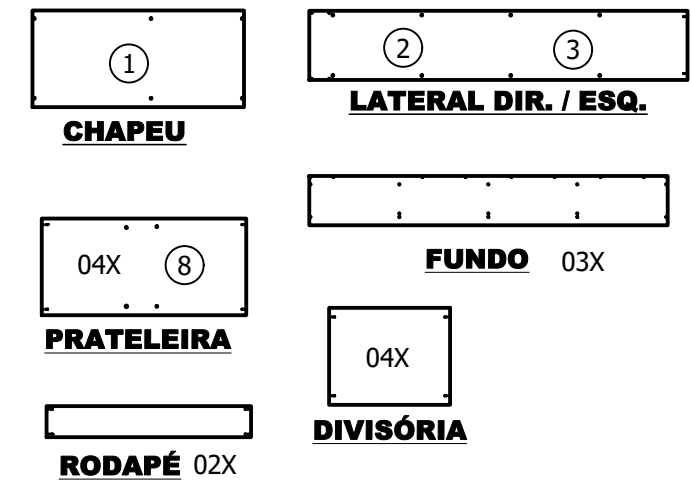 1
CHAPEU
2 3
LATERAL DIR. / ESQ.
04X 8
PRATELEIRA
FUNDO 03X
04X
DIVISÓRIA
RODAPÉ 02X